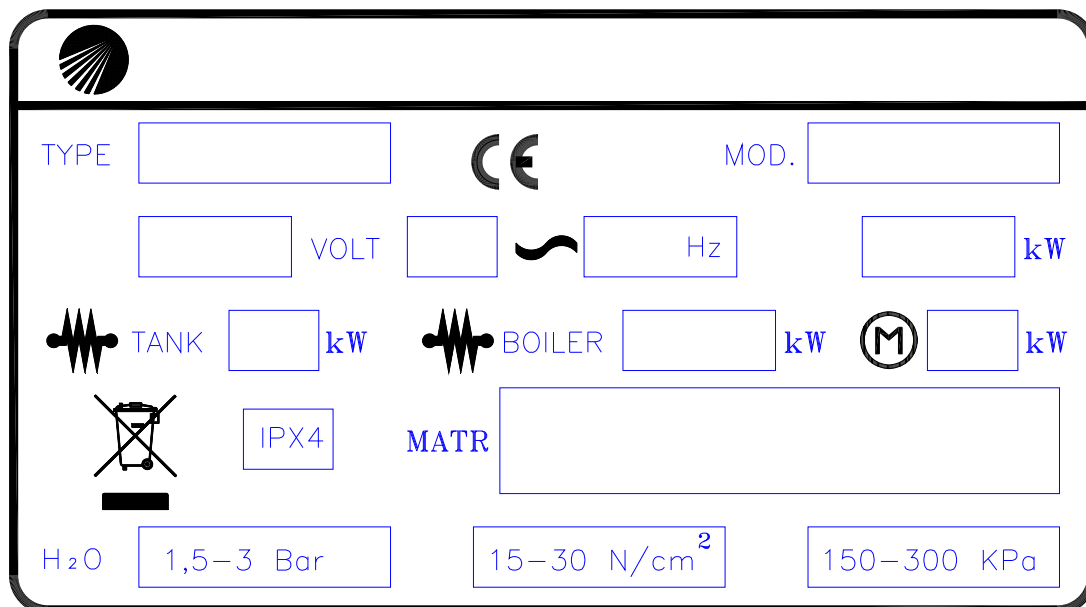 TYPE CE MOD.
VOLT Hz kW
TANK kW BOILER kW M kW
IPX4 MATR
H₂O 1,5-3 Bar 15-30 N/cm² 150-300 KPa